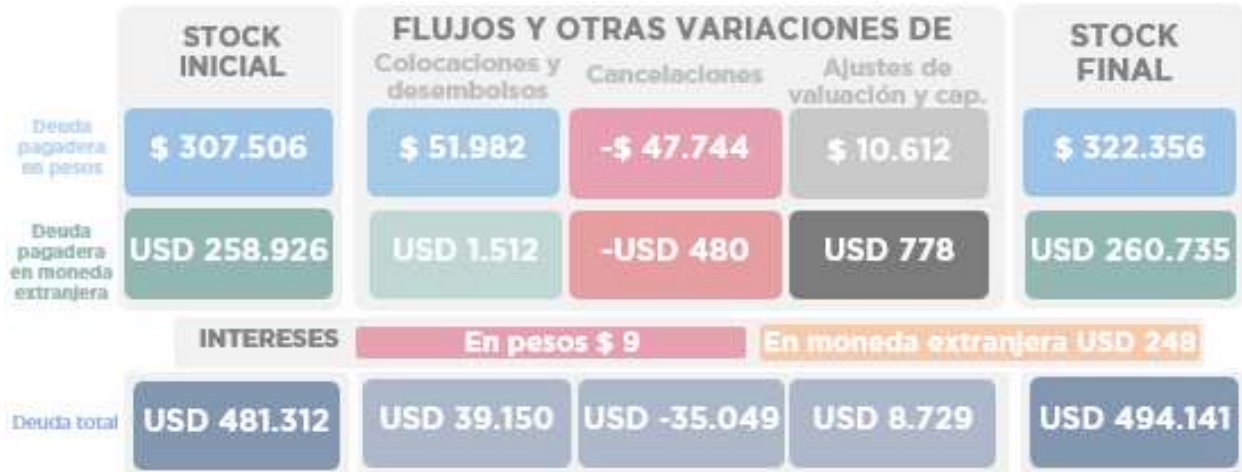 STOCK
INICIAL
FLUJOS Y OTRAS VARIACIONES DE
Colocaciones y
desembolsos
Cancelaciones
Ajustes de
valuación y cap.
STOCK
FINAL
Deuda
pagadera
en pesos
$ 307.506
$ 51.982
-$ 47.744
$ 10.612
$ 322.356
Deuda
pagadera
en moneda
extranjera
USD 258.926
USD 1.512
-USD 480
USD 778
USD 260.735
INTERESES
En pesos $ 9
En moneda extranjera USD 248
Deuda total
USD 481.312
USD 39.150
USD -35.049
USD 8.729
USD 494.141